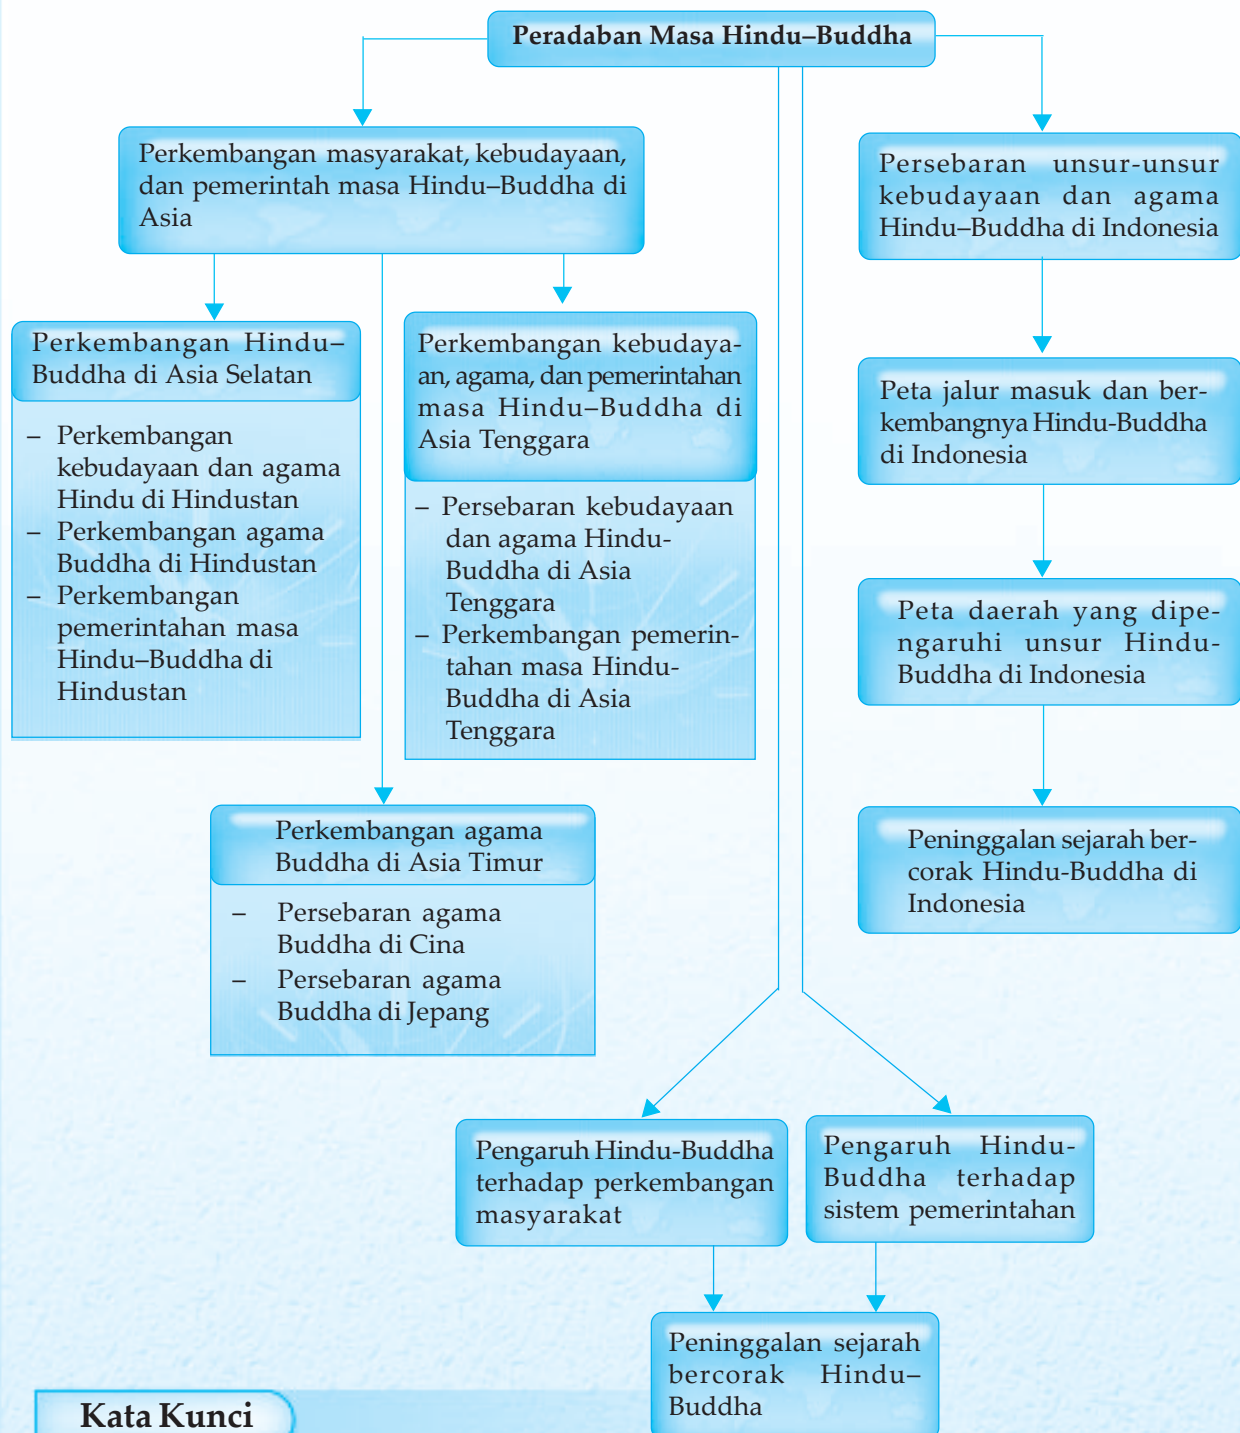 Peradaban Masa Hindu–Buddha
Perkembangan masyarakat, kebudayaan,
dan pemerintah masa Hindu–Buddha di
Asia
Persebaran unsur-unsur
kebudayaan dan agama
Hindu–Buddha di Indonesia
Perkembangan Hindu–
Buddha di Asia Selatan
– Perkembangan
kebudayaan dan agama
Hindu di Hindustan
– Perkembangan agama
Buddha di Hindustan
– Perkembangan
pemerintahan masa
Hindu–Buddha di
Hindustan
Perkembangan kebudaya-
an, agama, dan pemerintahan
masa Hindu–Buddha di
Asia Tenggara
– Persebaran kebudayaan
dan agama Hindu-
Buddha di Asia
Tenggara
– Perkembangan pemerin-
tahan masa Hindu-
Buddha di Asia
Tenggara
Peta jalur masuk dan ber-
kembangnya Hindu-Buddha
di Indonesia
Peta daerah yang dipe-
ngaruhi unsur Hindu-
Buddha di Indonesia
Perkembangan agama
Buddha di Asia Timur
– Persebaran agama
Buddha di Cina
– Persebaran agama
Buddha di Jepang
Peninggalan sejarah ber-
corak Hindu-Buddha di
Indonesia
Pengaruh Hindu-Buddha
terhadap perkembangan
masyarakat
Pengaruh Hindu-
Buddha terhadap
sistem pemerintahan
Peninggalan sejarah
bercorak Hindu–
Buddha
Kata Kunci